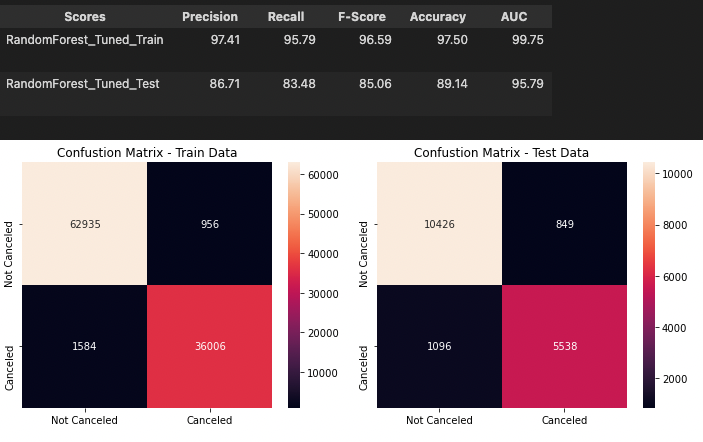 Scores Precision Recall F-Score Accuracy AUC
RandomForest_Tuned_Train 97.41 95.79 96.59 97.50 99.75
RandomForest_Tuned_Test 86.71 83.48 85.06 89.14 95.79
Confustion Matrix - Train Data
Not Canceled
Canceled
62935 956
1584 36006
Not Canceled Canceled
60000
50000
40000
30000
20000
10000
Confustion Matrix - Test Data
Not Canceled
Canceled
10426 849
1096 5538
Not Canceled Canceled
10000
8000
6000
4000
2000